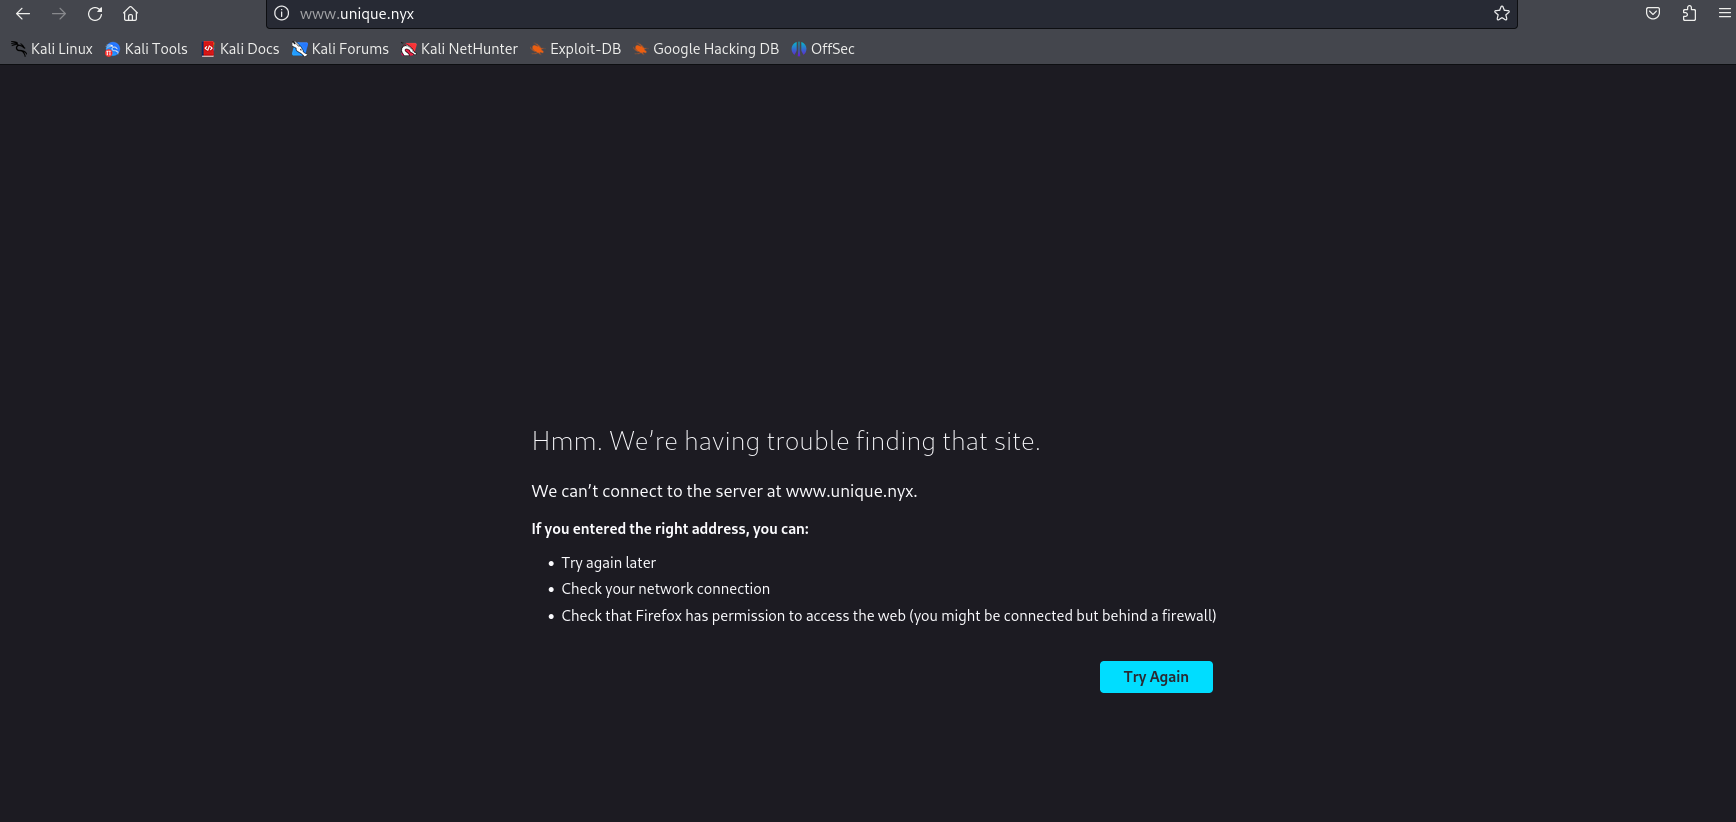 www.unique.nyx
Kali Linux Kali Tools Kali Docs Kali Forums Kali NetHunter Exploit-DB Google Hacking DB OffSec
Hmm. We’re having trouble finding that site.
We can’t connect to the server at www.unique.nyx.
If you entered the right address, you can:
• Try again later
• Check your network connection
• Check that Firefox has permission to access the web (you might be connected but behind a firewall)
Try Again